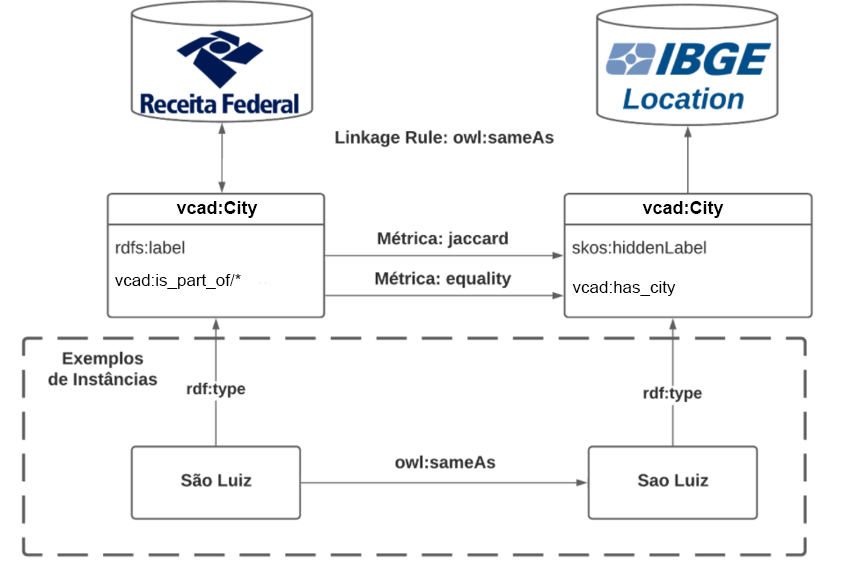 Receita Federal
IBGE
Location
Linkage Rule: owl:sameAs
vcad:City
vcad:City
rdfs:label
Métrica: jaccard
skos:hiddenLabel
vcad:is_part_of/*
Métrica: equality
vcad:has_city
Exemplos
de Instâncias
rdf:type
rdf:type
São Luiz
owl:sameAs
Sao Luiz